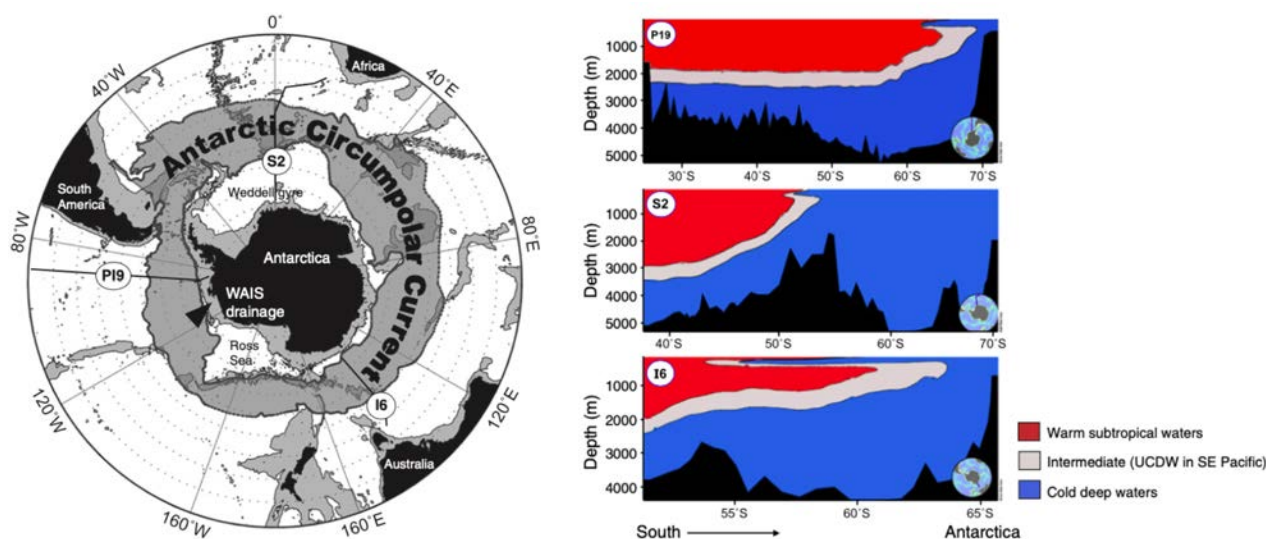 0˚
40˚W
40˚E
80˚W
80˚E
120˚W
120˚E
160˚W
160˚E
Africa
Antarctic Circumpolar Current
S2
Weddell gyre
South
America
PI9
Antarctica
WAIS
drainage
Ross
Sea
I6
Australia
P19
Depth (m)
1000
2000
3000
4000
5000
30˚S
40˚S
50˚S
60˚S
70˚S
S2
Depth (m)
1000
2000
3000
4000
5000
40˚S
50˚S
60˚S
70˚S
I6
Depth (m)
1000
2000
3000
4000
55˚S
60˚S
65˚S
South
Antarctica
Warm subtropical waters
Intermediate (UCDW in SE Pacific)
Cold deep waters